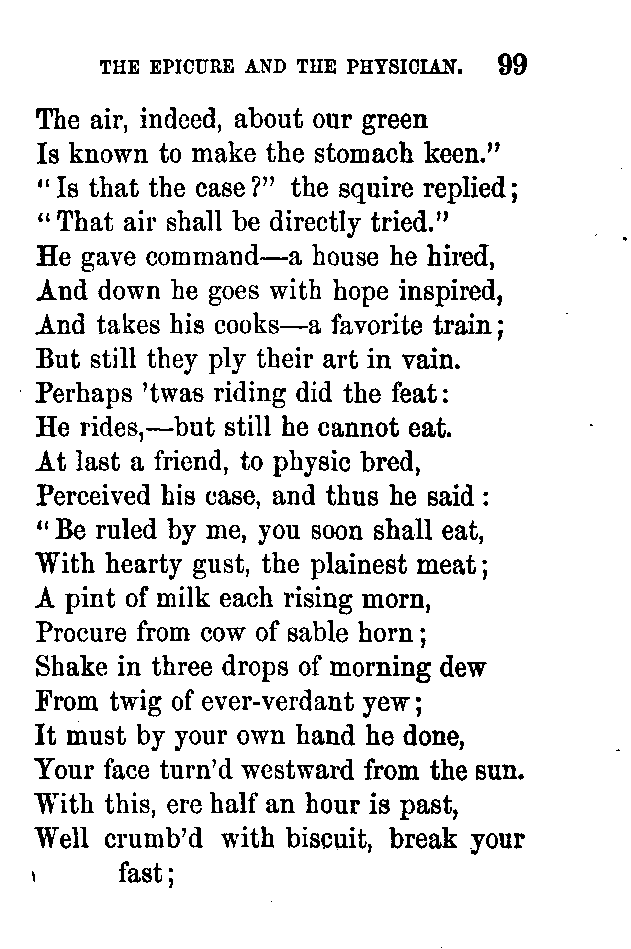 THE EPICURE AND THE PHYSICIAN. 99
The air, indeed, about our green
Is known to make the stomach keen."
"Is that the case?" the squire replied;
"That air shall be directly tried."
He gave command—a house he hired,
And down he goes with hope inspired,
And takes his cooks—a favorite train;
But still they ply their art in vain.
Perhaps 'twas riding did the feat:
He rides,—but still he cannot eat.
At last a friend, to physic bred,
Perceived his case, and thus he said:
"Be ruled by me, you soon shall eat,
With hearty gust, the plainest meat;
A pint of milk each rising morn,
Procure from cow of sable horn;
Shake in three drops of morning dew
From twig of ever-verdant yew;
It must by your own hand he done,
Your face turn'd westward from the sun.
With this, ere half an hour is past,
Well crumb'd with biscuit, break your
fast;